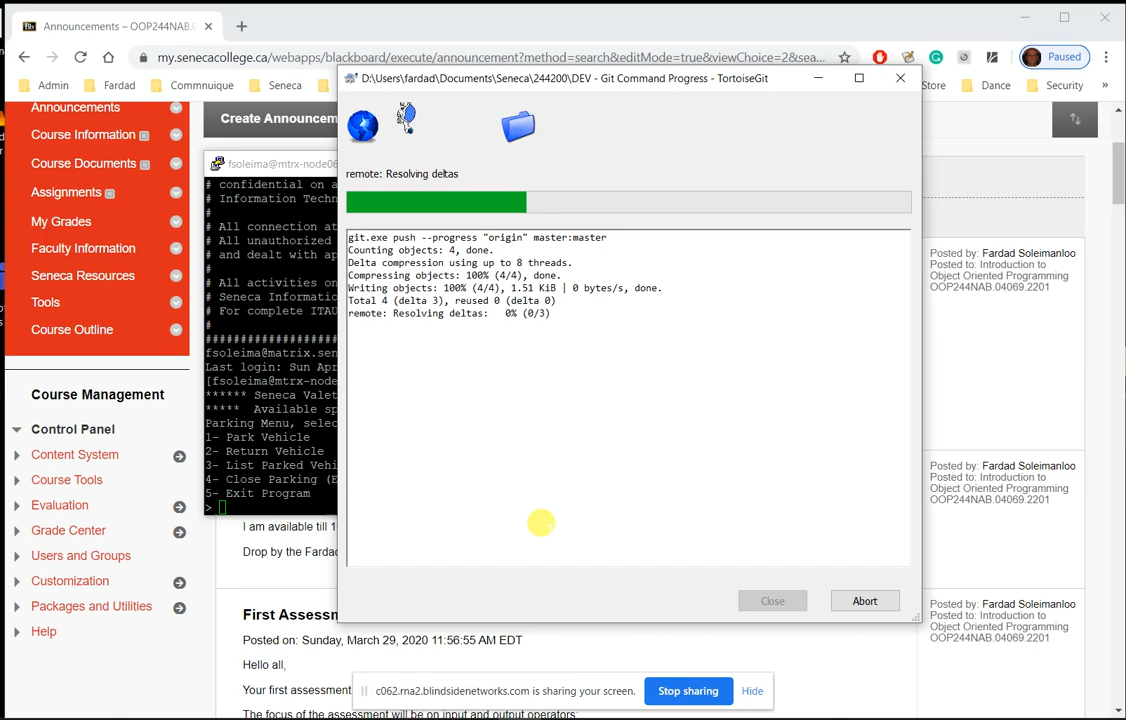 Announcements – OOP244NAB.
my.senecacollege.ca/webapps/blackboard/execute/announcement?method=search&editMode=true&viewChoice=2&sea...
Paused
Admin
Fardad
Commnuique
Seneca
Store
Dance
Security
»
D:\Users\fardad\Documents\Seneca\244200\DEV - Git Command Progress - TortoiseGit
remote: Resolving deltas
git.exe push --progress "origin" master:master
Counting objects: 4, done.
Delta compression using up to 8 threads.
Compressing objects: 100% (4/4), done.
Writing objects: 100% (4/4), 1.51 KiB | 0 bytes/s, done.
Total 4 (delta 3), reused 0 (delta 0)
remote: Resolving deltas:   0% (0/3)
Close
Abort
Announcements
Course Information
Course Documents
Assignments
My Grades
Faculty Information
Seneca Resources
Tools
Course Outline
Course Management
Control Panel
Content System
Course Tools
Evaluation
Grade Center
Users and Groups
Customization
Packages and Utilities
Help
Create Announcem
fsoleima@mtrx-node06
# confidential on a
# Information Techn
#
# All connection at
# All unauthorized
# and dealt with ap
#
# All activities on
# Seneca Informatio
# For complete ITAU
#
###################
fsoleima@matrix.sen
Last login: Sun Apr
[fsoleima@mtrx-node
****** Seneca Valet
*****  Available sp
Parking Menu, selec
1- Park Vehicle
2- Return Vehicle
3- List Parked Vehi
4- Close Parking (E
5- Exit Program
>
I am available till 1
Drop by the Fardad
First Assessm
Posted on: Sunday, March 29, 2020 11:56:55 AM EDT
Hello all,
Your first assessment
The focus of the assessment will be on input and output operators:
Posted by: Fardad Soleimanloo
Posted to: Introduction to
Object Oriented Programming
OOP244NAB.04069.2201
Posted by: Fardad Soleimanloo
Posted to: Introduction to
Object Oriented Programming
OOP244NAB.04069.2201
Posted by: Fardad Soleimanloo
Posted to: Introduction to
Object Oriented Programming
OOP244NAB.04069.2201
c062.rna2.blindsidenetworks.com is sharing your screen.
Stop sharing
Hide